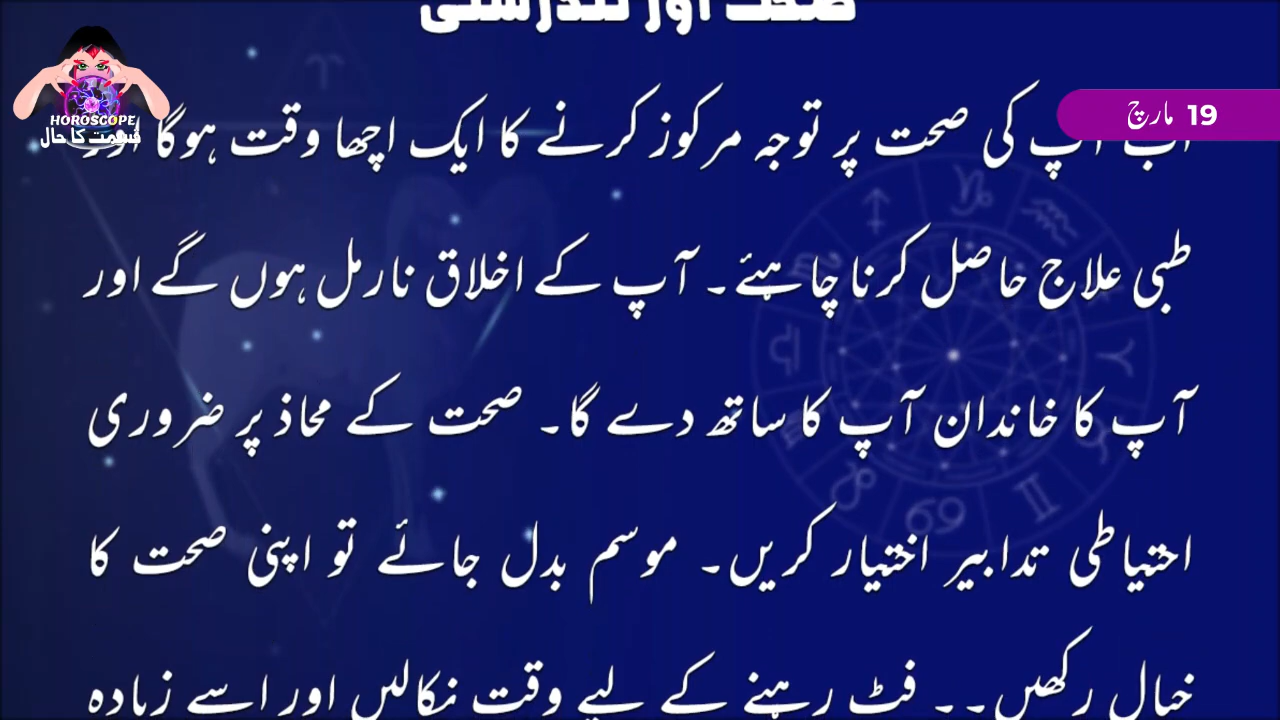 صحت اور تندرستی
HOROSCOPE
قسمت کا حال
19 مارچ
اب آپ کی صحت پر توجہ مرکوز کرنے کا ایک اچھا وقت ہوگا اور
طبی علاج حاصل کرنا چاہئے۔ آپ کے اخلاق نارمل ہوں گے اور
آپ کا خاندان آپ کا ساتھ دے گا۔ صحت کے محاذ پر ضروری
احتیاطی تدابیر اختیار کریں۔ موسم بدل جائے تو اپنی صحت کا
خیال رکھیں۔۔ فٹ رہنے کے لیے وقت نکالیں اور اسے زیادہ